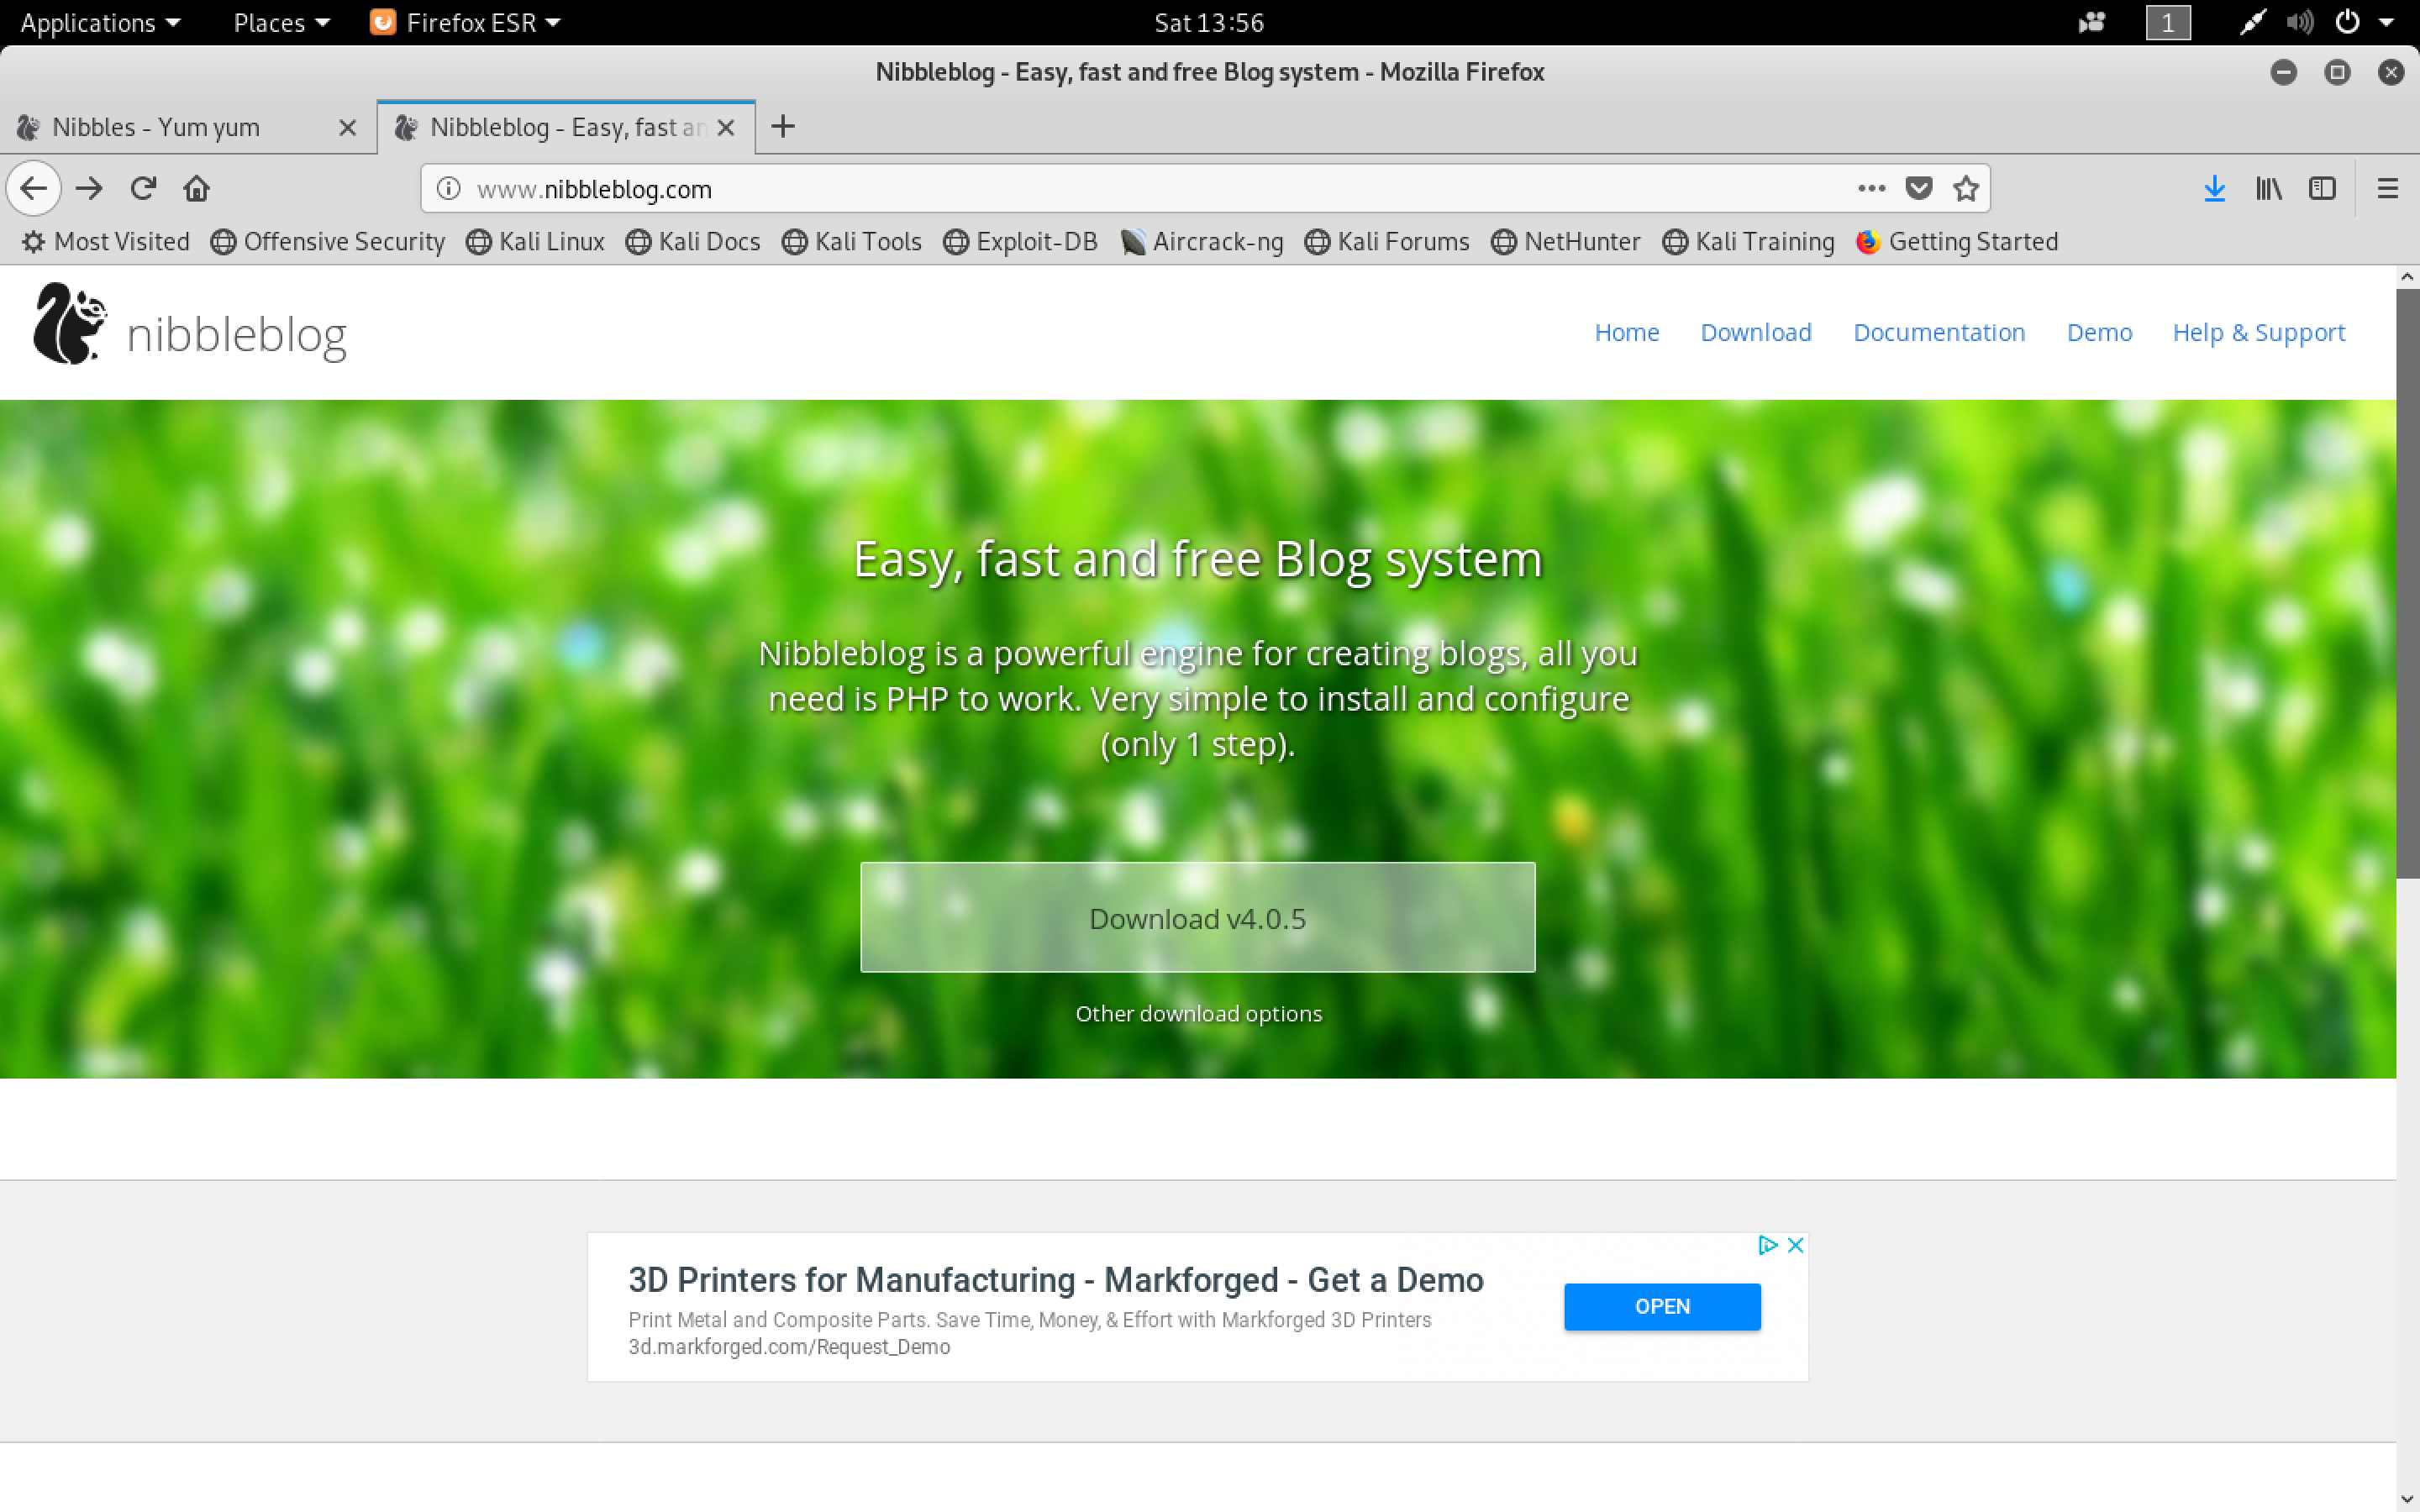 Applications Places Firefox ESR Sat 13:56 1
Nibbleblog - Easy, fast and free Blog system - Mozilla Firefox
Nibbles - Yum yum Nibbleblog - Easy, fast an
www.nibbleblog.com
Most Visited Offensive Security Kali Linux Kali Docs Kali Tools Exploit-DB Aircrack-ng Kali Forums NetHunter Kali Training Getting Started
nibbleblog Home Download Documentation Demo Help & Support
Easy, fast and free Blog system
Nibbleblog is a powerful engine for creating blogs, all you
need is PHP to work. Very simple to install and configure
(only 1 step).
Download v4.0.5
Other download options
3D Printers for Manufacturing - Markforged - Get a Demo
Print Metal and Composite Parts. Save Time, Money, & Effort with Markforged 3D Printers
3d.markforged.com/Request_Demo
OPEN